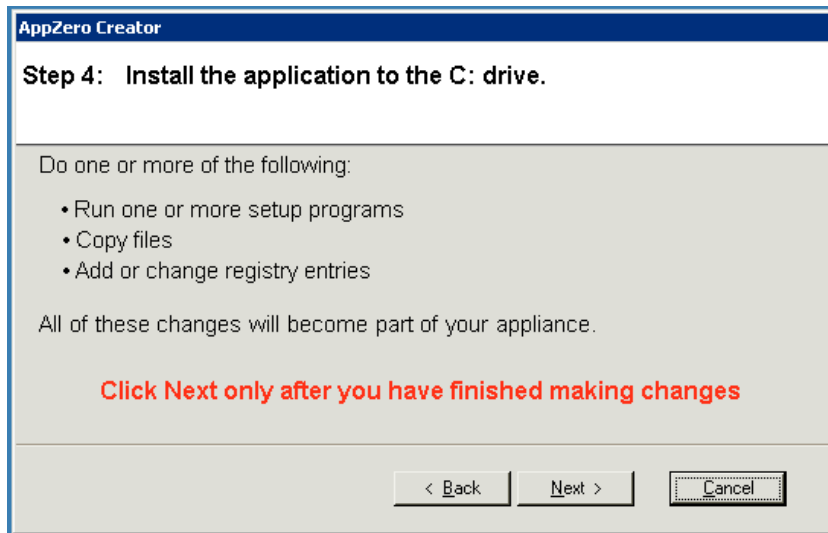 AppZero Creator
Step 4: Install the application to the C: drive.
Do one or more of the following:
• Run one or more setup programs
• Copy files
• Add or change registry entries
All of these changes will become part of your appliance.
Click Next only after you have finished making changes
< Back Next > Cancel